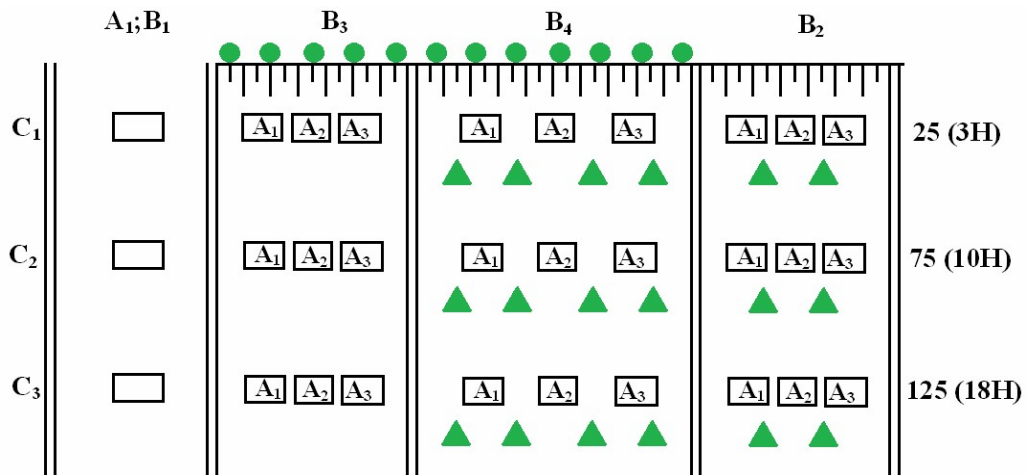 A₁;B₁ B₃ B₄ B₂
C₁ A₁ A₂ A₃ A₁ A₂ A₃ A₁ A₂ A₃ 25 (3H)
C₂ A₁ A₂ A₃ A₁ A₂ A₃ A₁ A₂ A₃ 75 (10H)
C₃ A₁ A₂ A₃ A₁ A₂ A₃ A₁ A₂ A₃ 125 (18H)